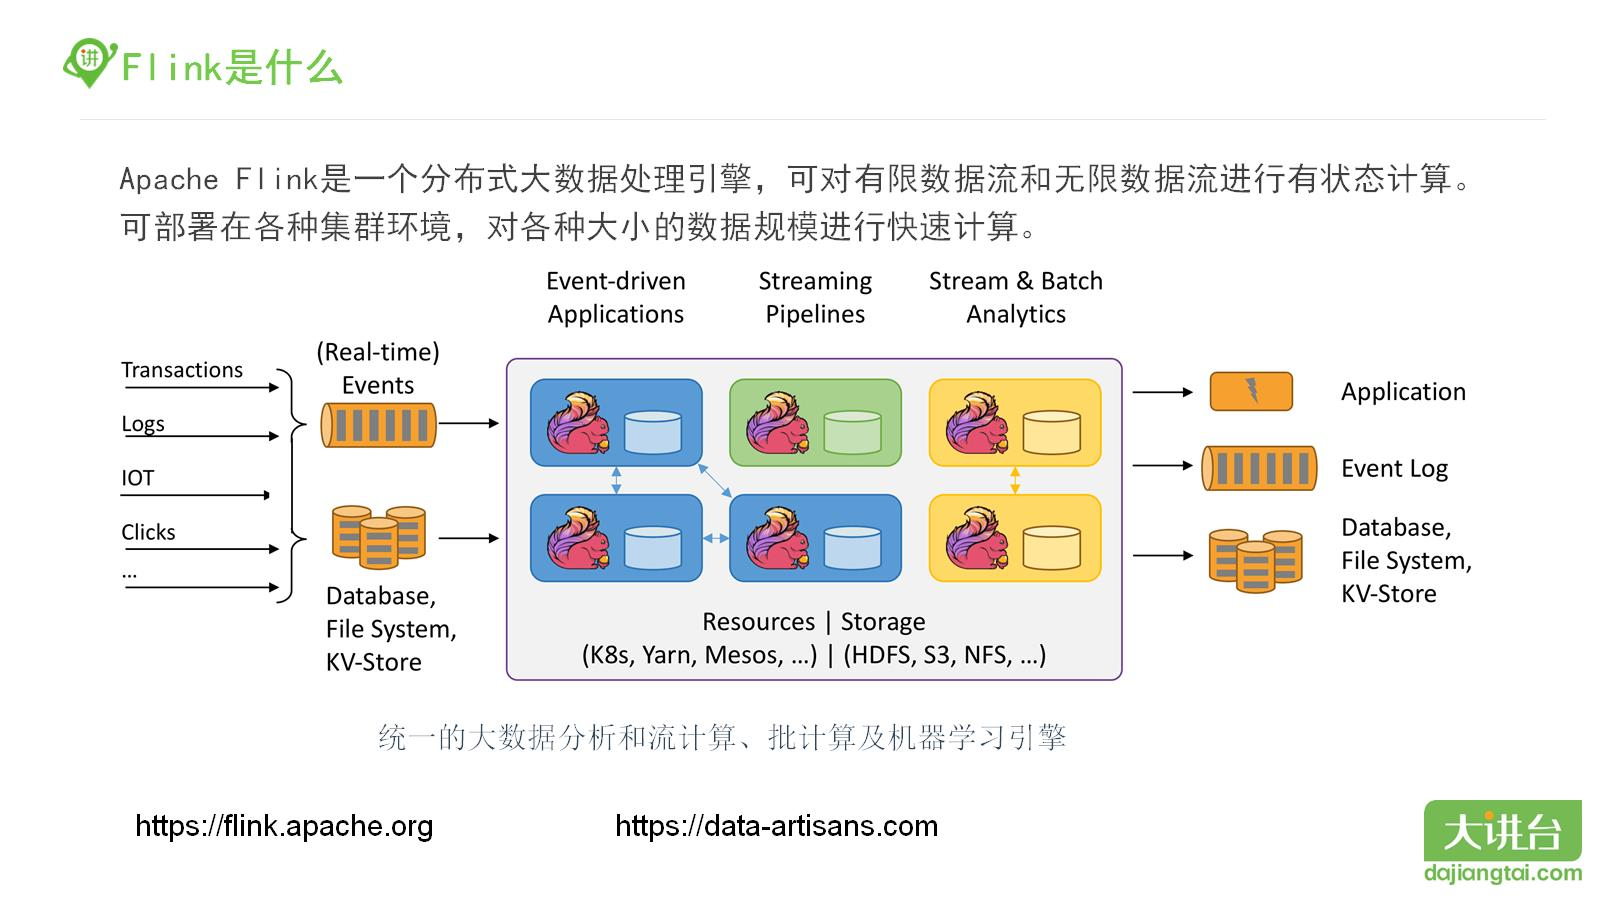 讲
Flink是什么
Apache Flink是一个分布式大数据处理引擎，可对有限数据流和无限数据流进行有状态计算。
可部署在各种集群环境，对各种大小的数据规模进行快速计算。
Event-driven
Applications
Streaming
Pipelines
Stream & Batch
Analytics
Transactions
Logs
IOT
Clicks
...
(Real-time)
Events
Database,
File System,
KV-Store
Resources | Storage
(K8s, Yarn, Mesos, ...) | (HDFS, S3, NFS, ...)
Application
Event Log
Database,
File System,
KV-Store
统一的大数据分析和流计算、批计算及机器学习引擎
https://flink.apache.org
https://data-artisans.com
大讲台
dajiangtai.com